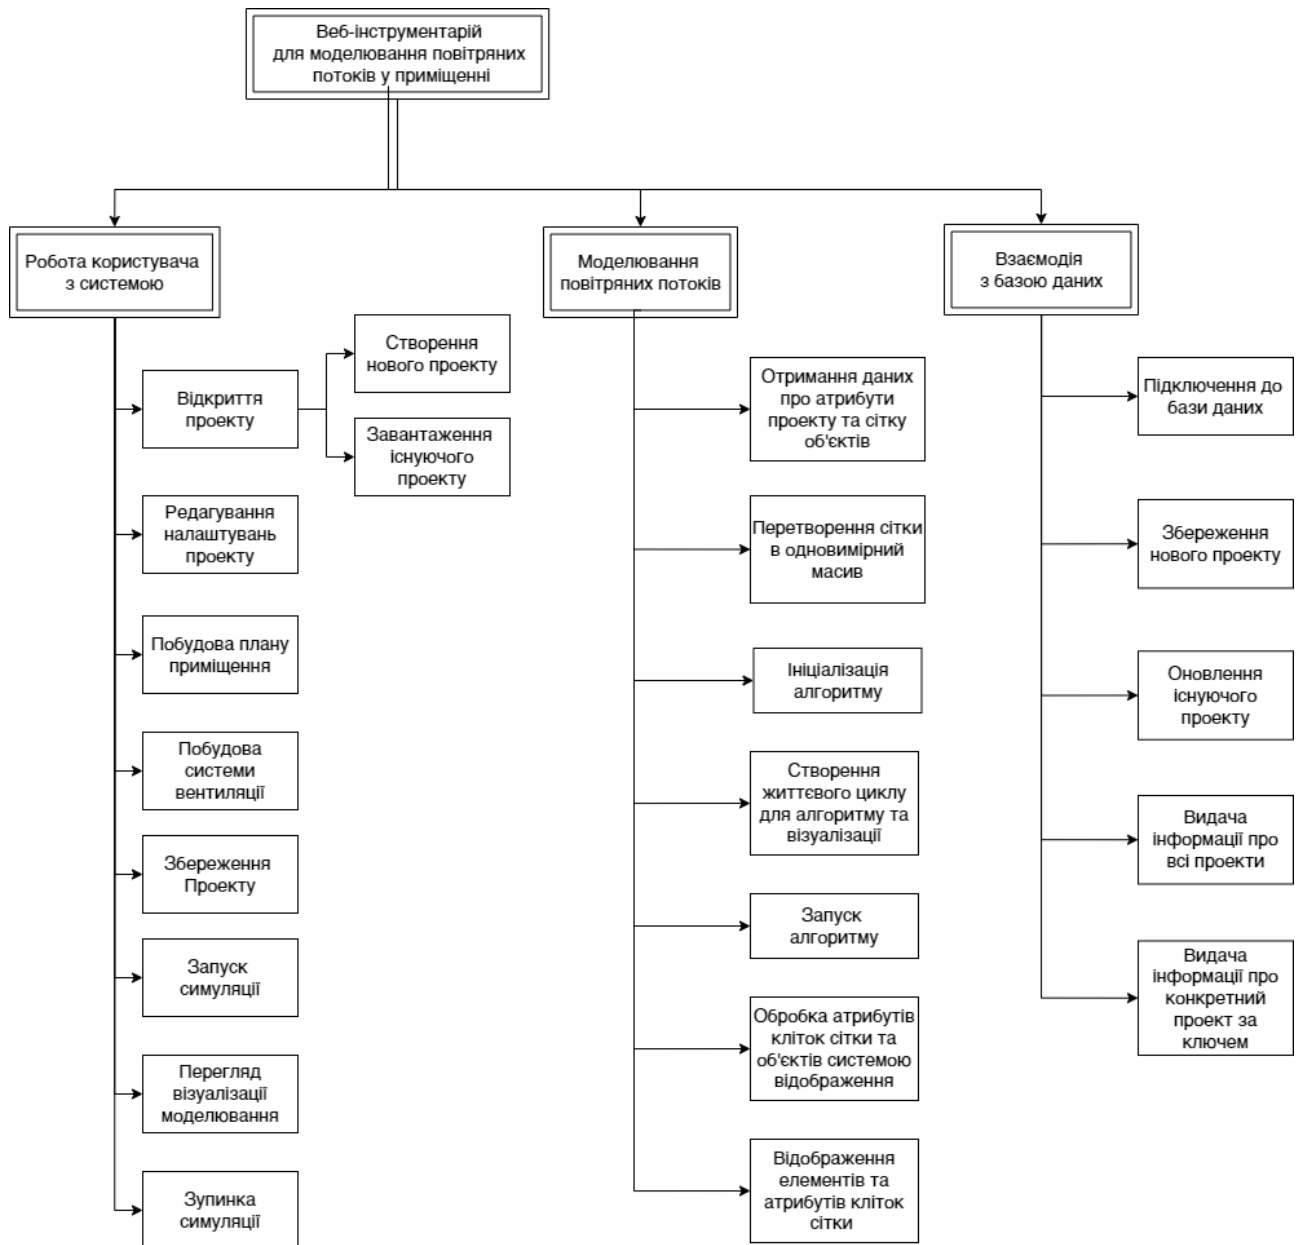 Веб-інструментарій
для моделювання повітряних
потоків у приміщенні
Робота користувача
з системою
Відкриття
проекту
Створення
нового проекту
Завантаження
існуючого
проекту
Редагування
налаштувань
проекту
Побудова плану
приміщення
Побудова
системи
вентиляції
Збереження
Проекту
Запуск
симуляції
Перегляд
візуалізації
моделювання
Зупинка
симуляції
Моделювання
повітряних потоків
Отримання даних
про атрибути
проекту та сітку
об'єктів
Перетворення сітки
в одновимірний
масив
Ініціалізація
алгоритму
Створення
життєвого циклу
для алгоритму та
візуалізації
Запуск
алгоритму
Обробка атрибутів
кліток сітки та
об'єктів системою
відображення
Відображення
елементів та
атрибутів кліток
сітки
Взаємодія
з базою даних
Підключення до
бази даних
Збереження
нового проекту
Оновлення
існуючого
проекту
Видача
інформації про
всі проекти
Видача
інформації про
конкретний
проект за
ключем